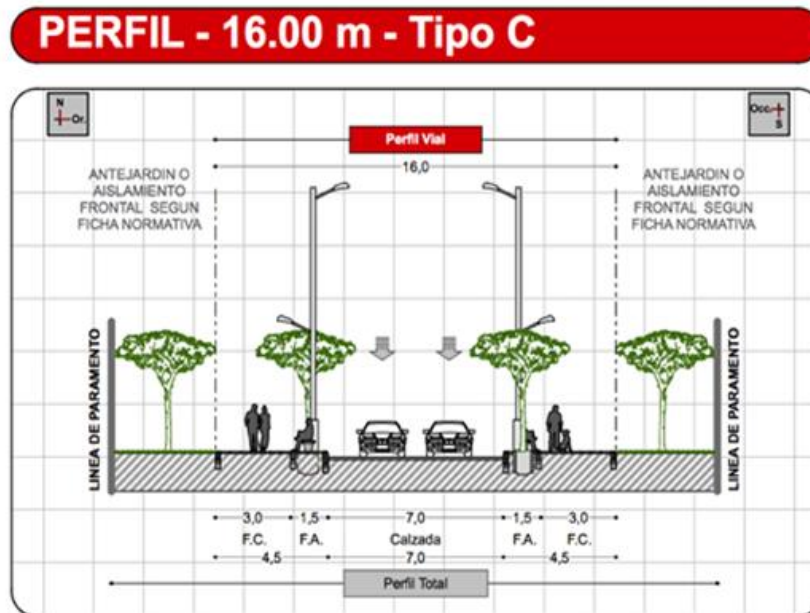 PERFIL - 16.00 m - Tipo C
N
Or.
Occ.
S
Perfil Vial
16,0
ANTEJARDIN O
AISLAMIENTO
FRONTAL SEGUN
FICHA NORMATIVA
ANTEJARDIN O
AISLAMIENTO
FRONTAL SEGUN
FICHA NORMATIVA
LINEA DE PARAMENTO
LINEA DE PARAMENTO
3,0 1,5 7,0 1,5 3,0
F.C. F.A. Calzada F.A. F.C.
4,5 7,0 4,5
Perfil Total